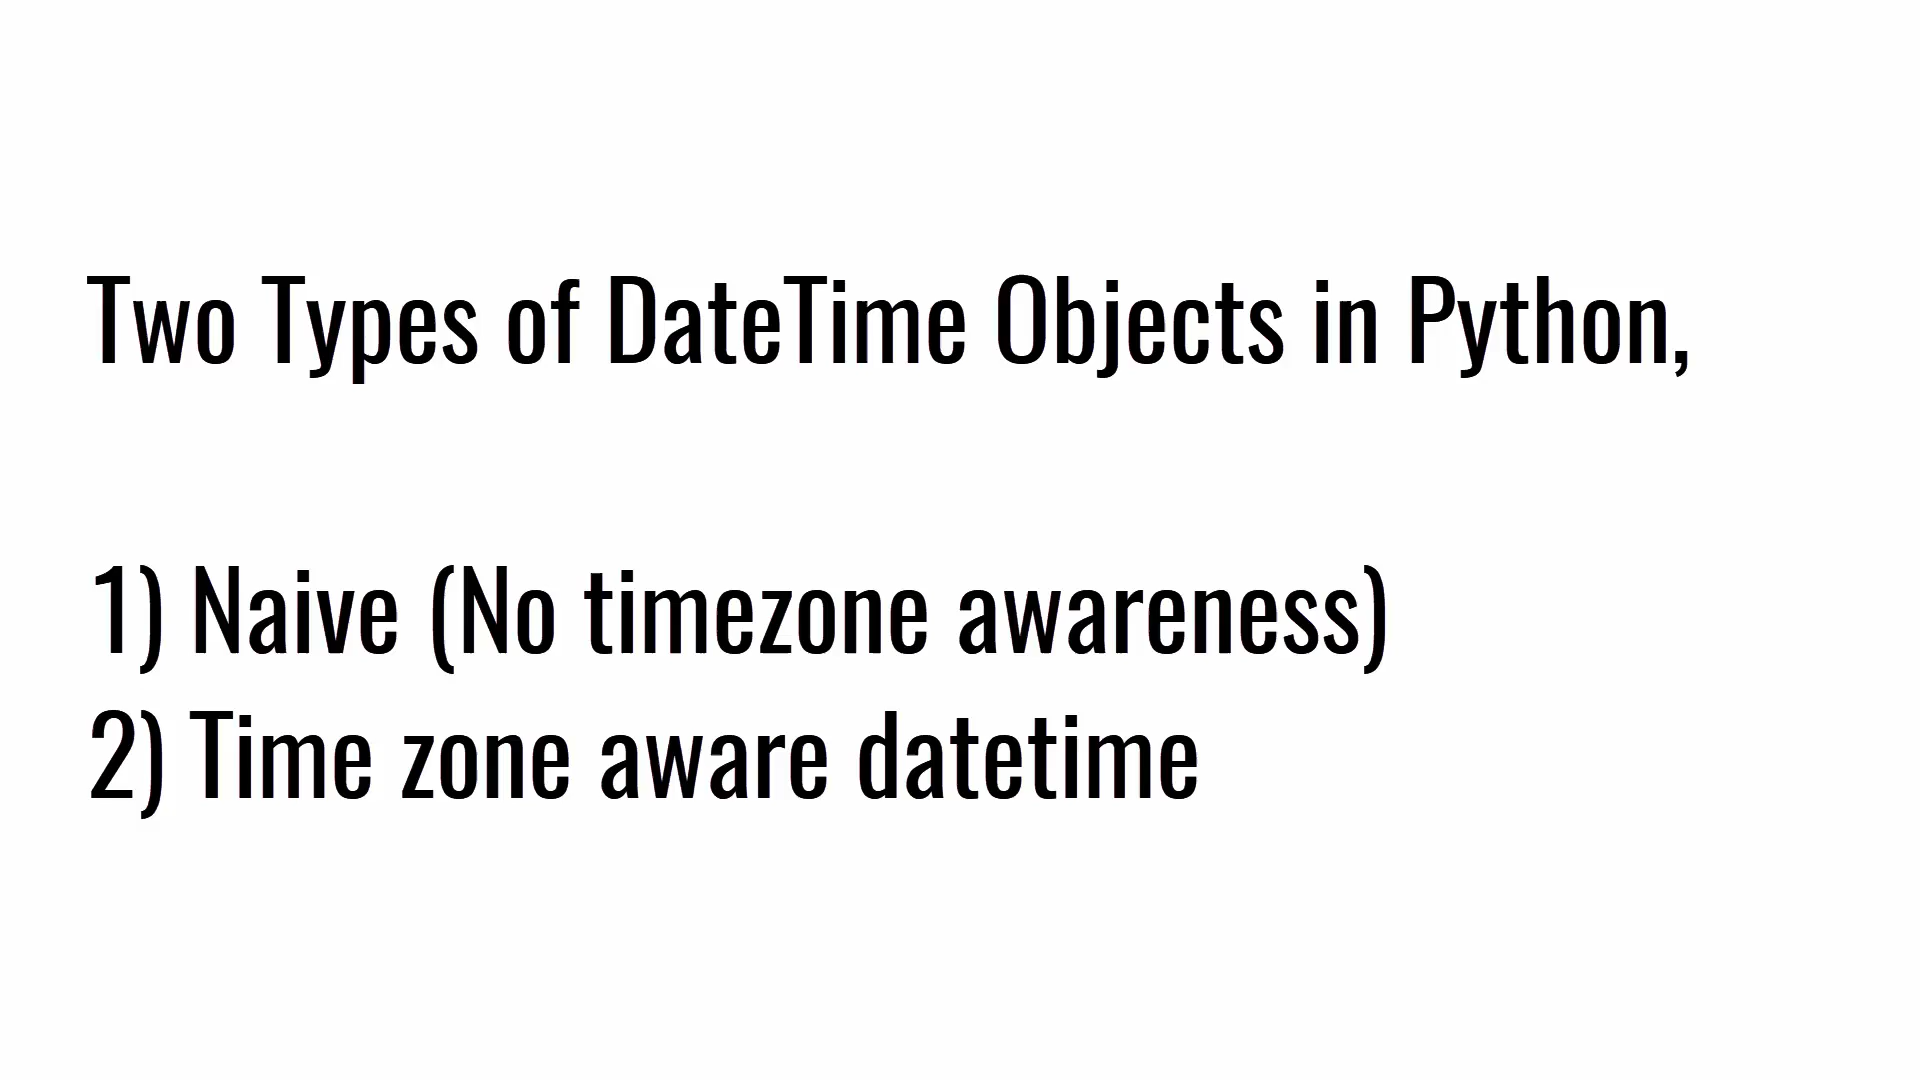 Two Types of DateTime Objects in Python,
1) Naive (No timezone awareness)
2) Time zone aware datetime